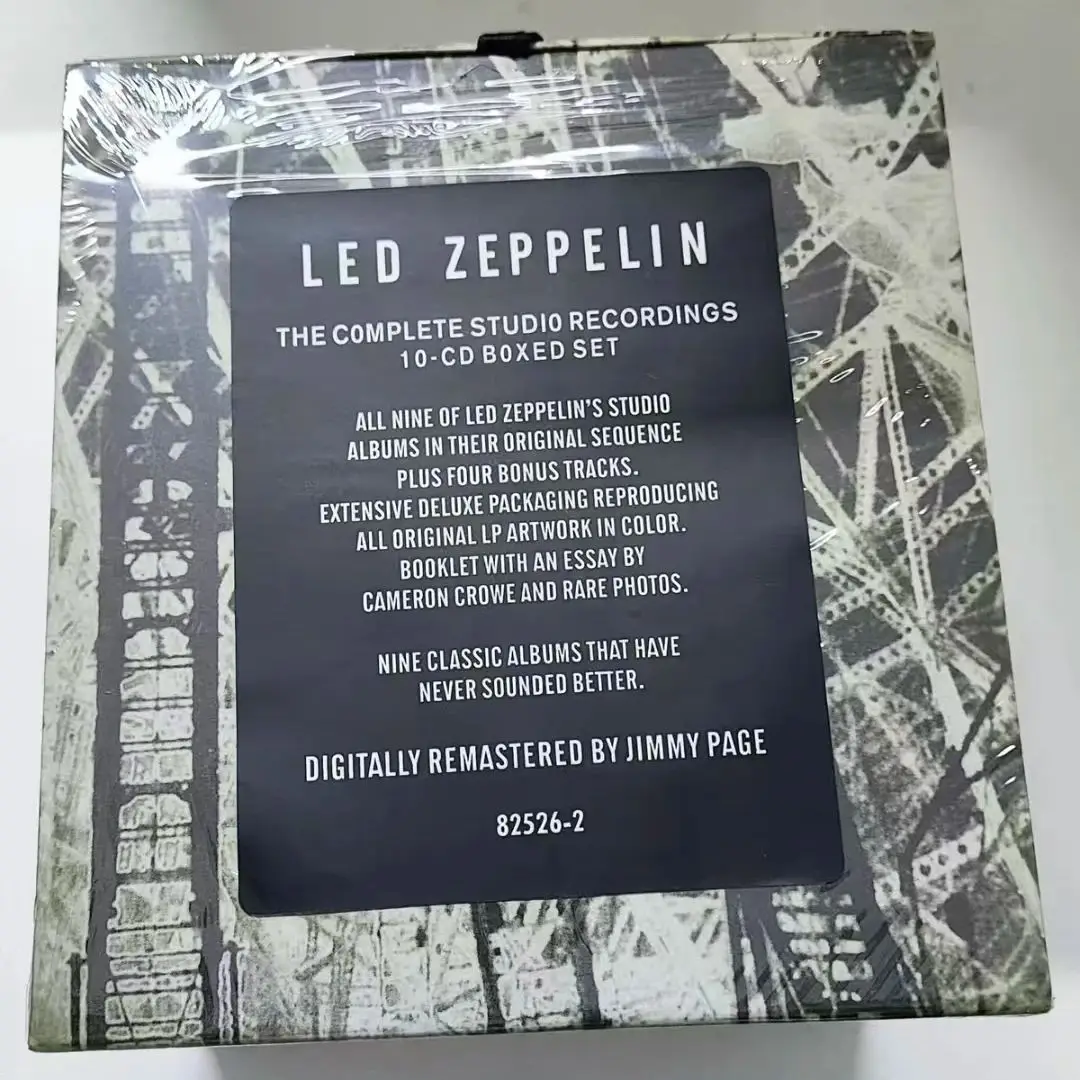 LED ZEPPELIN
THE COMPLETE STUDIO RECORDINGS
10-CD BOXED SET
ALL NINE OF LED ZEPPELIN'S STUDIO
ALBUMS IN THEIR ORIGINAL SEQUENCE
PLUS FOUR BONUS TRACKS.
EXTENSIVE DELUXE PACKAGING REPRODUCING
ALL ORIGINAL LP ARTWORK IN COLOR.
BOOKLET WITH AN ESSAY BY
CAMERON CROWE AND RARE PHOTOS.
NINE CLASSIC ALBUMS THAT HAVE
NEVER SOUNDED BETTER.
DIGITALLY REMASTERED BY JIMMY PAGE
82526-2